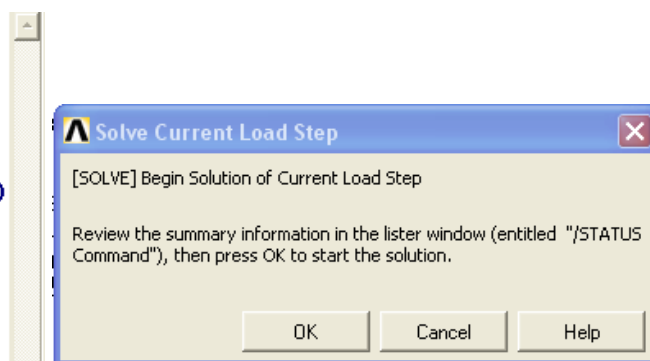 Solve Current Load Step
[SOLVE] Begin Solution of Current Load Step
Review the summary information in the lister window (entitled "/STATUS
Command"), then press OK to start the solution.
OK Cancel Help